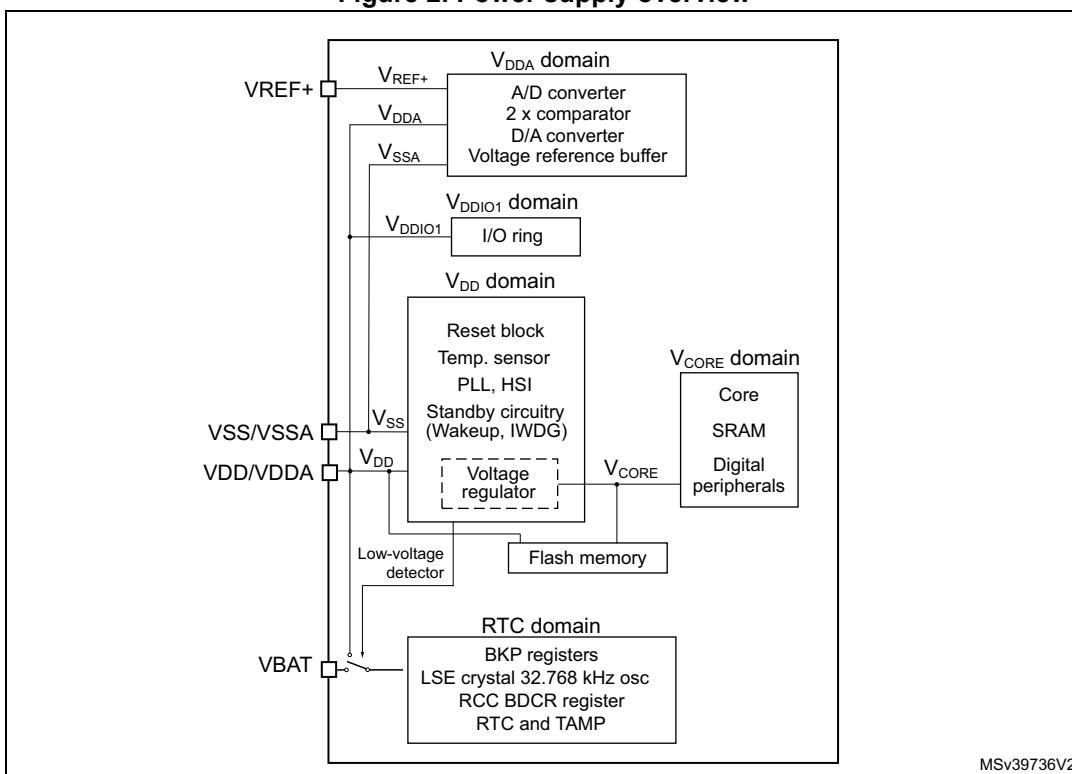 Figure 2. Power supply overview
VREF+
VREF+
VDDA domain
A/D converter
2 x comparator
D/A converter
Voltage reference buffer
VDDA
VSSA
VDDIO1 domain
VDDIO1
I/O ring
VDD domain
Reset block
Temp. sensor
PLL, HSI
Standby circuitry
(Wakeup, IWDG)
Voltage
regulator
VSS/VSSA
VSS
VDD/VDDA
VDD
VCORE domain
Core
SRAM
Digital
peripherals
VCORE
Flash memory
Low-voltage
detector
VBAT
RTC domain
BKP registers
LSE crystal 32.768 kHz osc
RCC BDCR register
RTC and TAMP
MSv39736V2